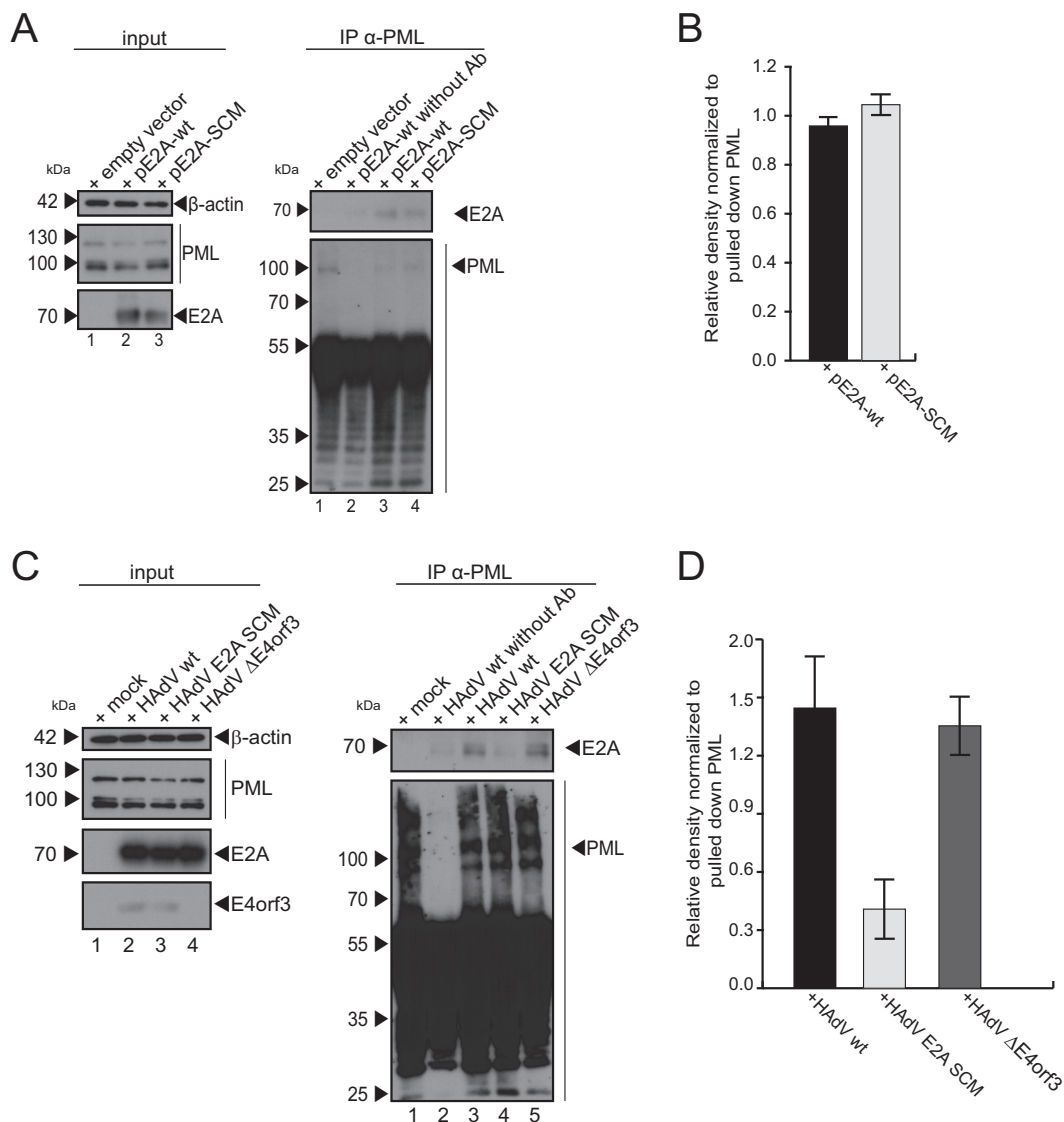 A
input
IP α-PML
kDa
+ empty vector
+ pE2A-wt
+ pE2A-SCM
42
β-actin
130
100
PML
70
E2A
1 2 3
kDa
+ empty vector
+ pE2A-wt without Ab
+ pE2A-wt
+ pE2A-SCM
70
E2A
100
PML
70
55
35
25
1 2 3 4
B
Relative density normalized to
pulled down PML
1.2
1.0
0.6
0.4
0.2
0.0
+ pE2A-wt
+ pE2A-SCM
C
input
IP α-PML
kDa
+ mock
+ HAdV wt
+ HAdV E2A SCM
+ HAdV ΔE4orf3
42
β-actin
130
100
PML
70
E2A
E4orf3
1 2 3 4
kDa
+ mock
+ HAdV wt without Ab
+ HAdV wt
+ HAdV E2A SCM
+ HAdV ΔE4orf3
70
E2A
PML
100
70
55
35
25
1 2 3 4 5
D
Relative density normalized to
pulled down PML
2.0
1.5
1.2
0.9
0.6
0.3
0.0
+HAdV wt
+HAdV E2A SCM
+HAdV ΔE4orf3